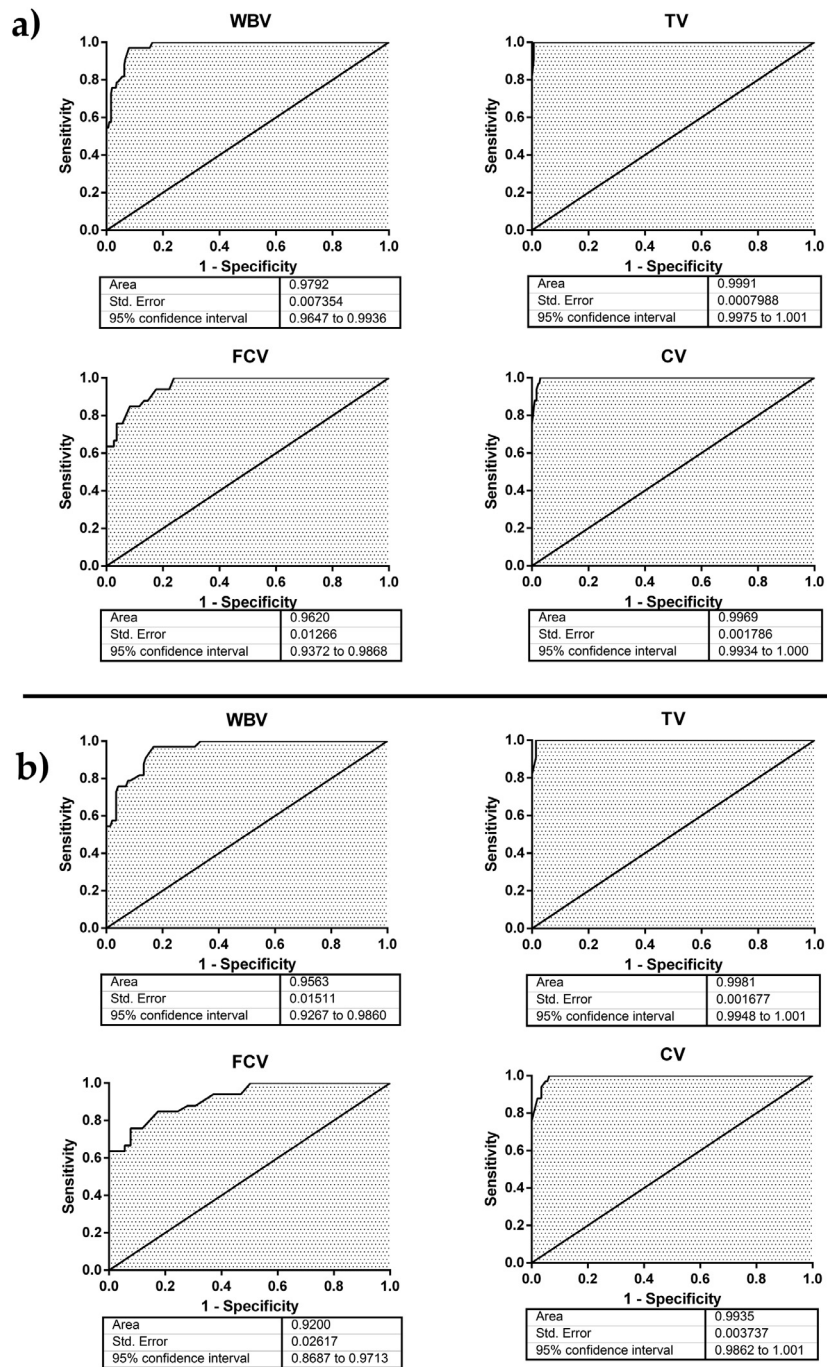 a)
WBV
1.0
0.8
0.6
0.4
0.2
0.0
Sensitivity
0.0 0.2 0.4 0.6 0.8 1.0
1 - Specificity
Area 0.9792
Std. Error 0.007354
95% confidence interval 0.9647 to 0.9936
TV
1.0
0.8
0.6
0.4
0.2
0.0
Sensitivity
0.0 0.2 0.4 0.6 0.8 1.0
1 - Specificity
Area 0.9991
Std. Error 0.0007988
95% confidence interval 0.9975 to 1.001
FCV
1.0
0.8
0.6
0.4
0.2
0.0
Sensitivity
0.0 0.2 0.4 0.6 0.8 1.0
1 - Specificity
Area 0.9620
Std. Error 0.01266
95% confidence interval 0.9372 to 0.9868
CV
1.0
0.8
0.6
0.4
0.2
0.0
Sensitivity
0.0 0.2 0.4 0.6 0.8 1.0
1 - Specificity
Area 0.9969
Std. Error 0.001786
95% confidence interval 0.9934 to 1.000
b)
WBV
1.0
0.8
0.6
0.4
0.2
0.0
Sensitivity
0.0 0.2 0.4 0.6 0.8 1.0
1 - Specificity
Area 0.9563
Std. Error 0.01511
95% confidence interval 0.9267 to 0.9860
TV
1.0
0.8
0.6
0.4
0.2
0.0
Sensitivity
0.0 0.2 0.4 0.6 0.8 1.0
1 - Specificity
Area 0.9981
Std. Error 0.001677
95% confidence interval 0.9948 to 1.001
FCV
1.0
0.8
0.6
0.4
0.2
0.0
Sensitivity
0.0 0.2 0.4 0.6 0.8 1.0
1 - Specificity
Area 0.9200
Std. Error 0.02617
95% confidence interval 0.8687 to 0.9713
CV
1.0
0.8
0.6
0.4
0.2
0.0
Sensitivity
0.0 0.2 0.4 0.6 0.8 1.0
1 - Specificity
Area 0.9935
Std. Error 0.003737
95% confidence interval 0.9862 to 1.001